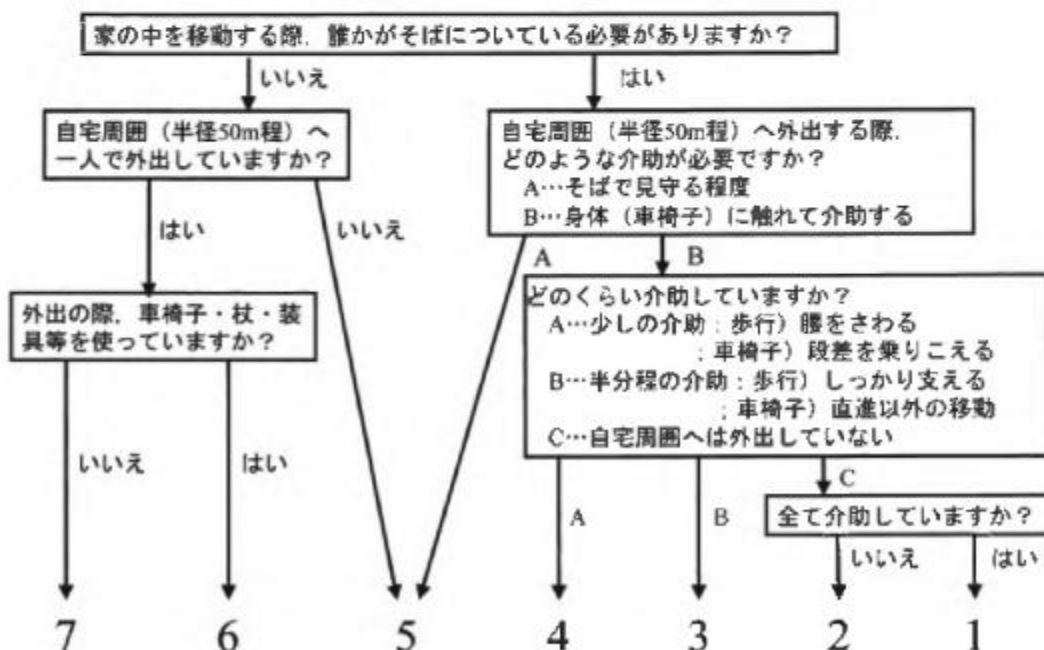 家の中を移動する際，誰かがそばについている必要がありますか？
いいえ
はい
自宅周囲（半径50m程）へ
一人で外出していますか？
自宅周囲（半径50m程）へ外出する際，
どのような介助が必要ですか？
A…そばで見守る程度
B…身体（車椅子）に触れて介助する
はい
いいえ
A
B
外出の際，車椅子・杖・装
具等を使っていますか？
どのくらい介助していますか？
A…少しの介助：歩行）腰をさわる
；車椅子）段差を乗りこえる
B…半分程の介助：歩行）しっかり支える
；車椅子）直進以外の移動
C…自宅周囲へは外出していない
いいえ
はい
A
B
C
全て介助していますか？
いいえ
はい
7
6
5
4
3
2
1